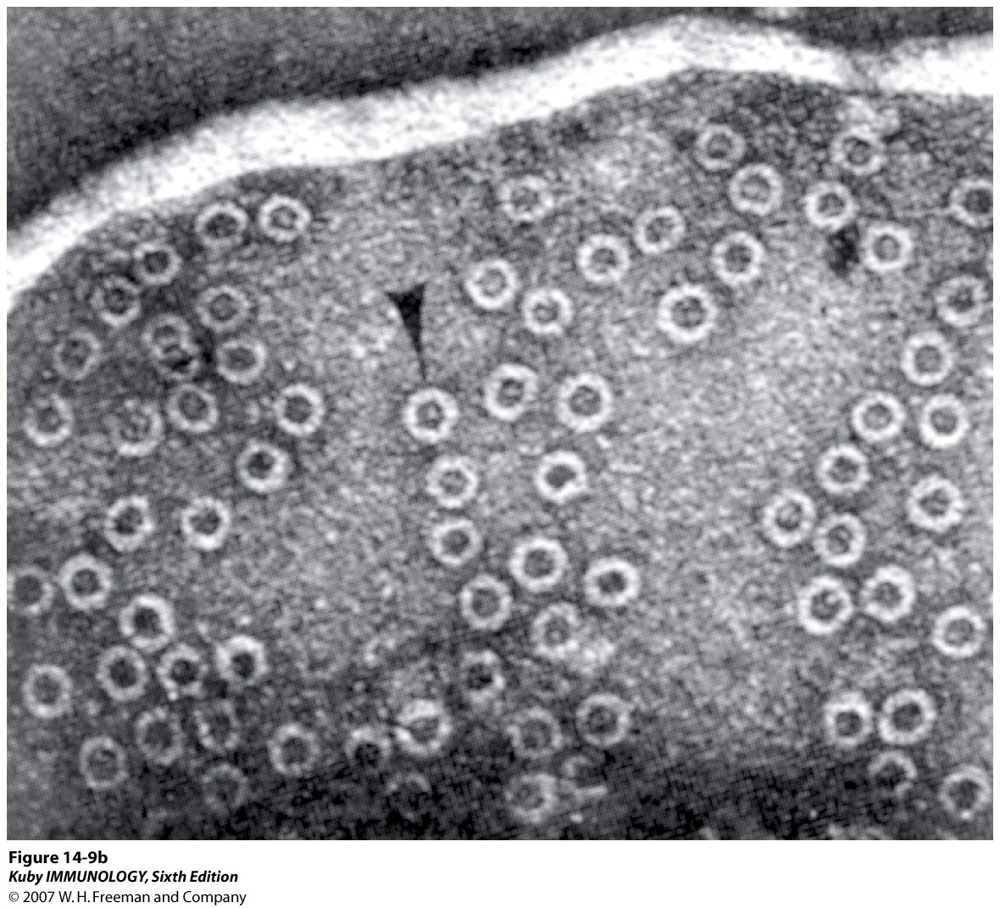 Figure 14-9b
Kuby IMMUNOLOGY, Sixth Edition
© 2007 W. H. Freeman and Company